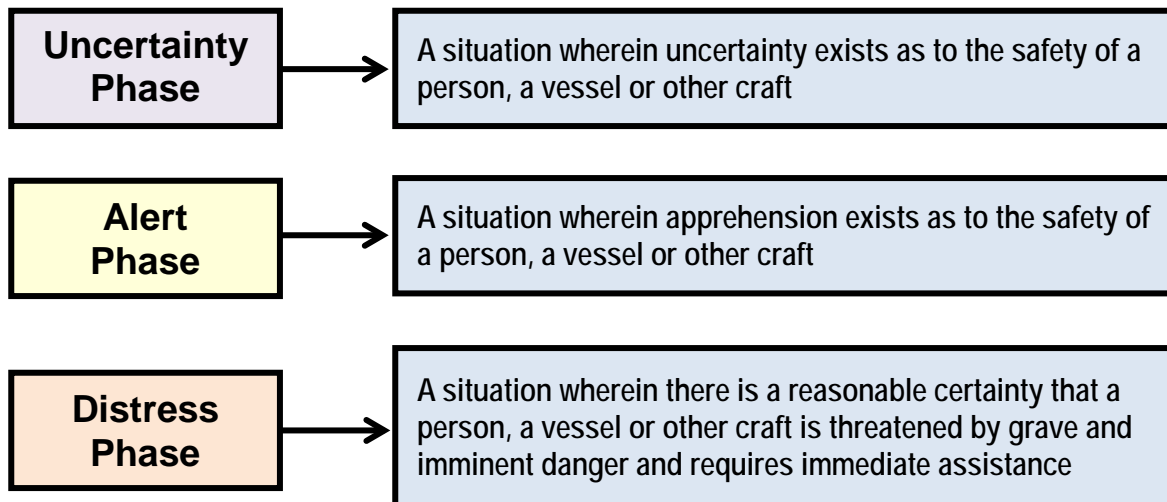 Uncertainty
Phase
A situation wherein uncertainty exists as to the safety of a
person, a vessel or other craft
Alert
Phase
A situation wherein apprehension exists as to the safety of
a person, a vessel or other craft
Distress
Phase
A situation wherein there is a reasonable certainty that a
person, a vessel or other craft is threatened by grave and
imminent danger and requires immediate assistance